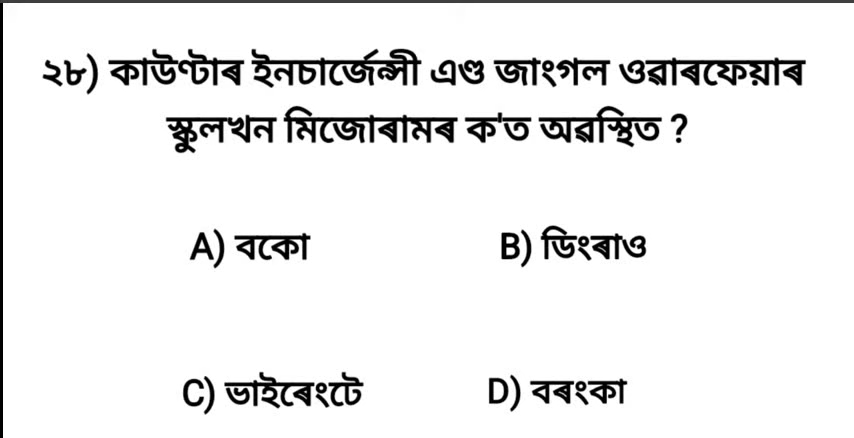 ২৮) কাউণ্টাৰ ইনচাৰ্জেন্সী এণ্ড জাংগল ওৱাৰফেয়াৰ
স্কুলখন মিজোৰামৰ ক'ত অৱস্থিত ?
A) বকো
B) ডিংৰাও
C) ভাইৰেংটে
D) বৰংকা